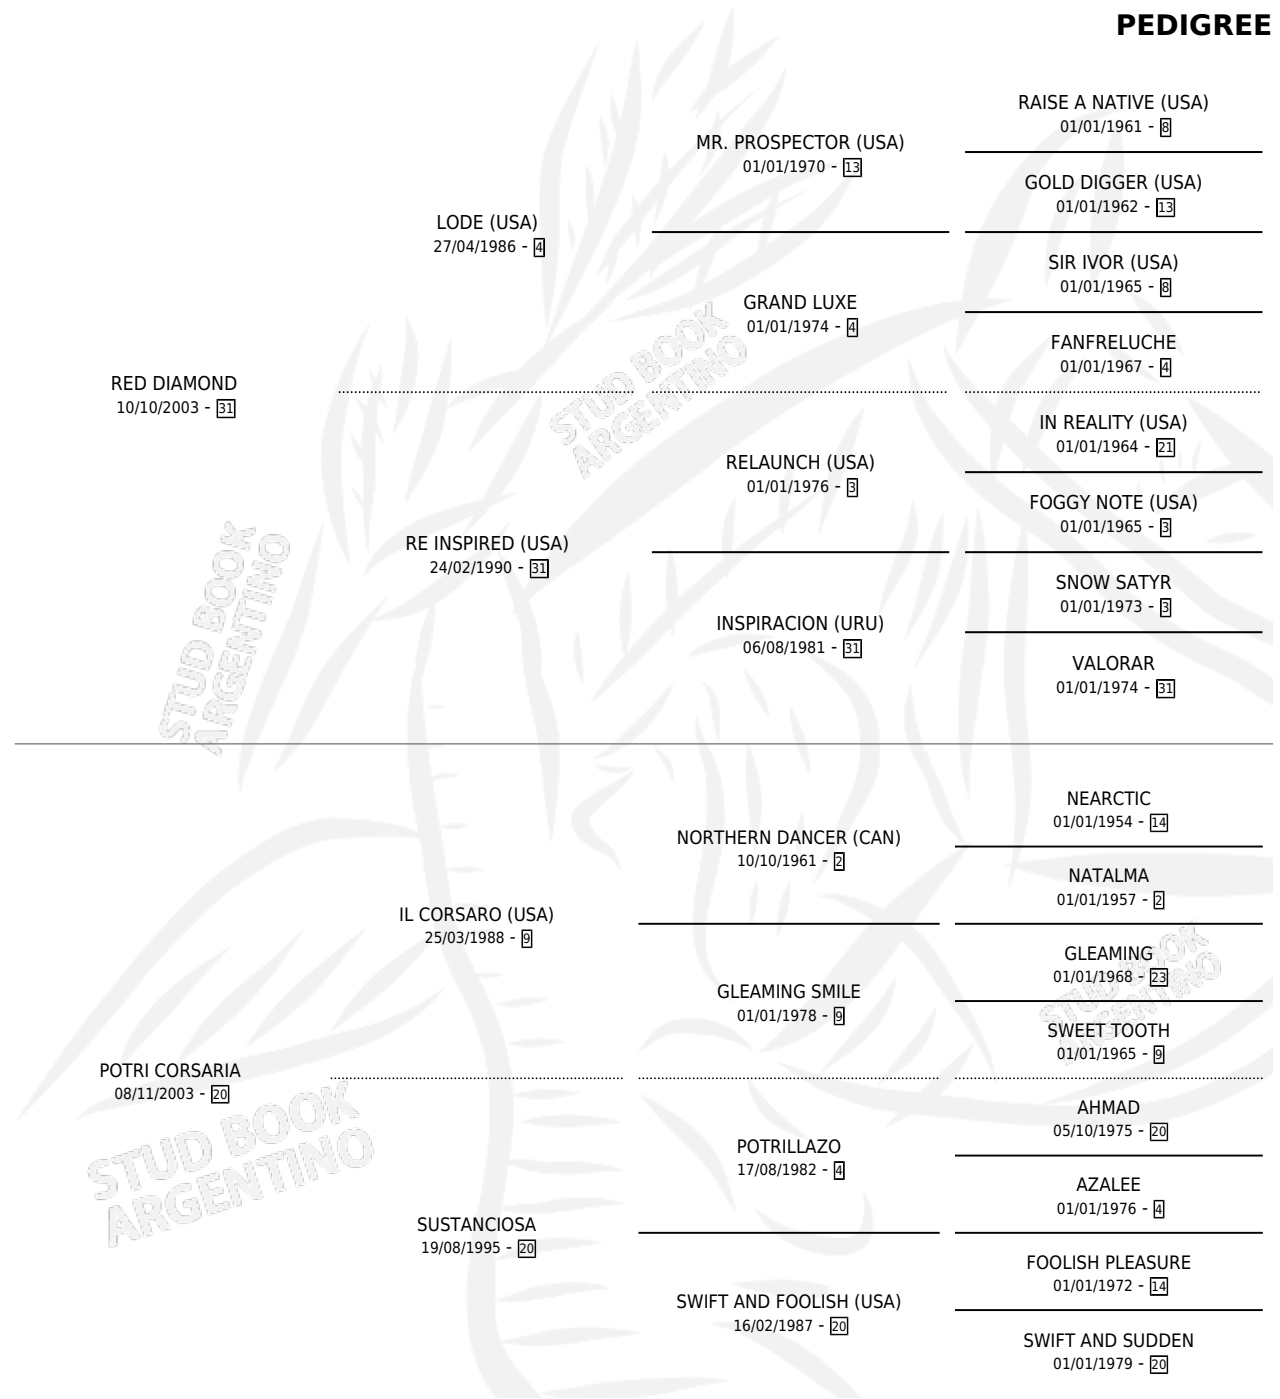 PEDIGREE
RAISE A NATIVE (USA)
01/01/1961 - 8
MR. PROSPECTOR (USA)
01/01/1970 - 13
GOLD DIGGER (USA)
01/01/1962 - 13
LODE (USA)
27/04/1986 - 4
SIR IVOR (USA)
01/01/1965 - 8
GRAND LUXE
01/01/1974 - 4
FANFRELUCHE
01/01/1967 - 4
RED DIAMOND
10/10/2003 - 31
IN REALITY (USA)
01/01/1964 - 21
RELAUNCH (USA)
01/01/1976 - 3
FOGGY NOTE (USA)
01/01/1965 - 3
RE INSPIRED (USA)
24/02/1990 - 31
SNOW SATYR
01/01/1973 - 3
INSPIRACION (URU)
06/08/1981 - 31
VALORAR
01/01/1974 - 31
NEARCTIC
01/01/1954 - 14
NORTHERN DANCER (CAN)
10/10/1961 - 2
NATALMA
01/01/1957 - 2
IL CORSARO (USA)
25/03/1988 - 9
GLEAMING
01/01/1968 - 23
GLEAMING SMILE
01/01/1978 - 9
SWEET TOOTH
01/01/1965 - 9
POTRI CORSARIA
08/11/2003 - 20
AHMAD
05/10/1975 - 20
POTRILLAZO
17/08/1982 - 4
AZALEE
01/01/1976 - 4
SUSTANCIOSA
19/08/1995 - 20
FOOLISH PLEASURE
01/01/1972 - 14
SWIFT AND FOOLISH (USA)
16/02/1987 - 20
SWIFT AND SUDDEN
01/01/1979 - 20
STUD BOOK
ARGENTINO
STUD BOOK
ARGENTINO
STUD BOOK
ARGENTINO
STUD BOOK
ARGENTINO